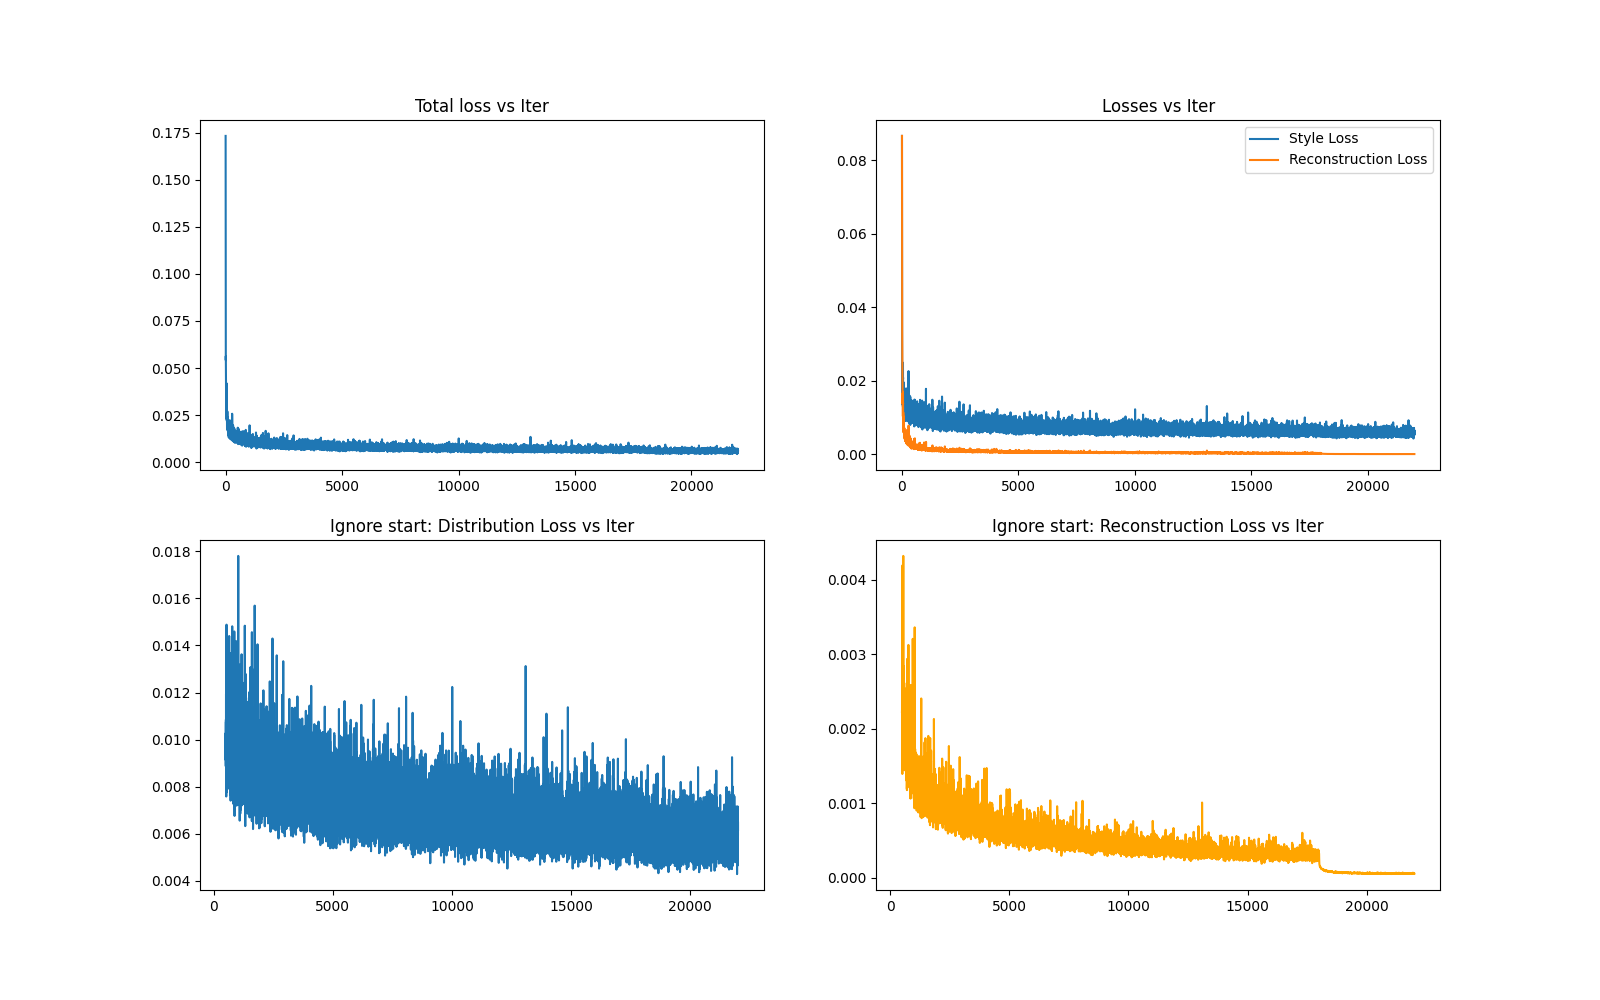 Total loss vs Iter
0.175
0.150
0.125
0.100
0.075
0.050
0.025
0.000
0 5000 10000 15000 20000
Losses vs Iter
Style Loss
Reconstruction Loss
0.08
0.06
0.04
0.02
0.00
0 5000 10000 15000 20000
Ignore start: Distribution Loss vs Iter
0.018
0.016
0.014
0.012
0.010
0.008
0.006
0.004
0 5000 10000 15000 20000
Ignore start: Reconstruction Loss vs Iter
0.004
0.003
0.002
0.001
0.000
0 5000 10000 15000 20000